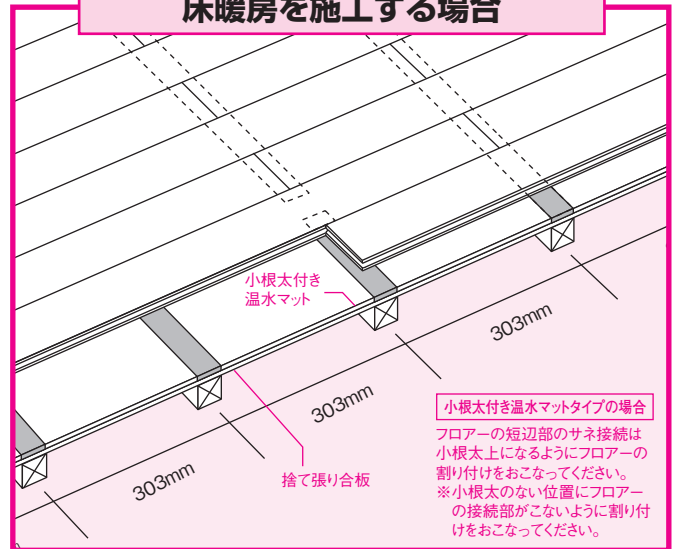 床暖房を施工する場合
小根太付き
温水マット
303mm
303mm
303mm
捨て張り合板
小根太付き温水マットタイプの場合
フロアーの短辺部のサネ接続は
小根太上になるようにフロアーの
割り付けをおこなってください。
※小根太のない位置にフロアー
の接続部がこないように割り付
けをおこなってください。